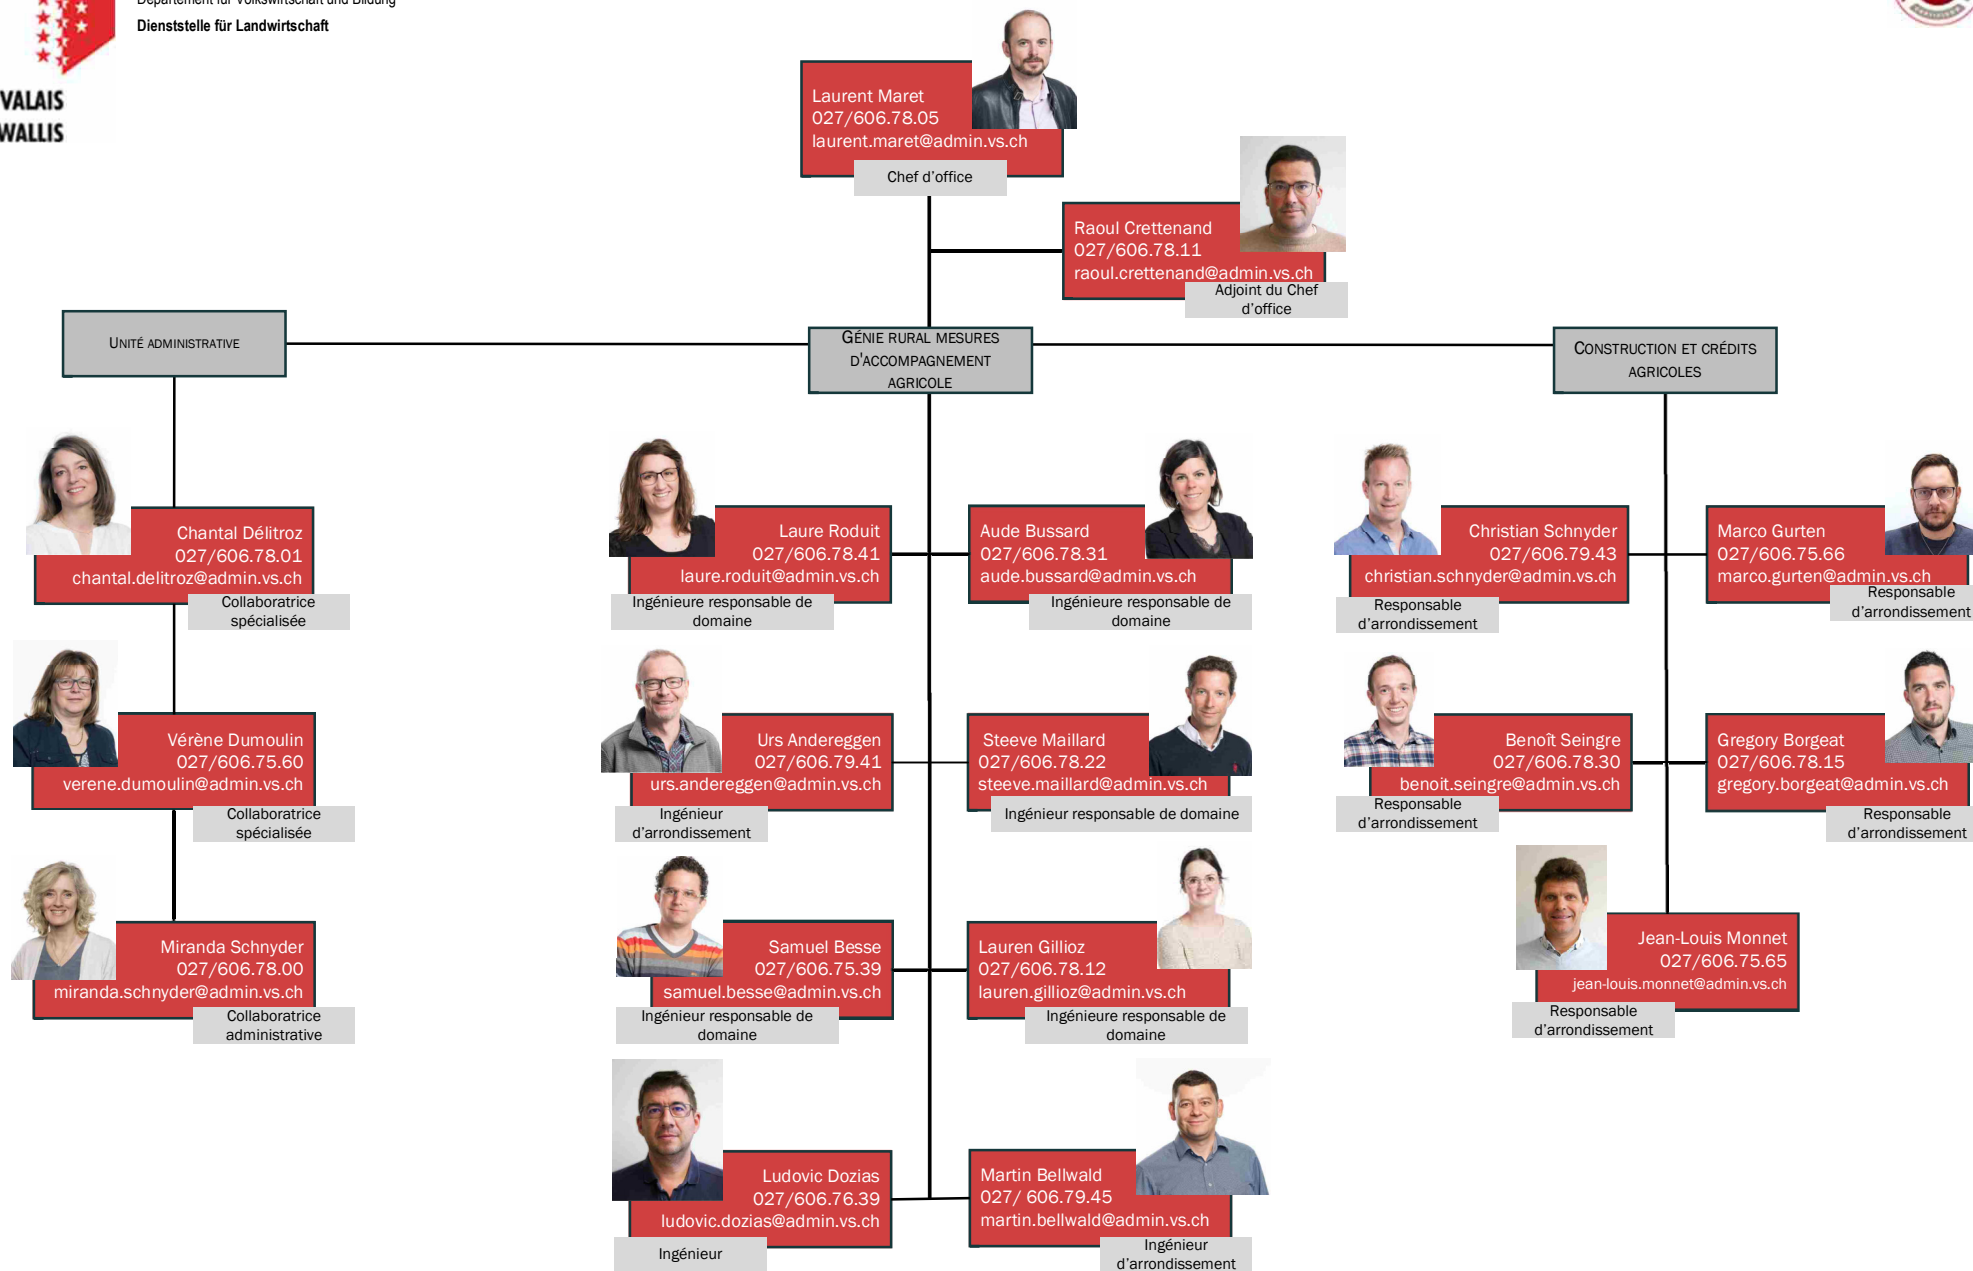 Departement für Volkswirtschaft und Bildung
Dienststelle für Landwirtschaft
VALAIS
WALLIS
Laurent Maret
027/606.78.05
laurent.maret@admin.vs.ch
Chef d’office
Raoul Crettenand
027/606.78.11
raoul.crettenand@admin.vs.ch
Adjoint du Chef
d’office
UNITÉ ADMINISTRATIVE
GÉNIE RURAL MESURES
D'ACCOMPAGNEMENT
AGRICOLE
CONSTRUCTION ET CRÉDITS
AGRICOLES
Chantal Délitroz
027/606.78.01
chantal.delitroz@admin.vs.ch
Collaboratrice
spécialisée
Vérène Dumoulin
027/606.75.60
verene.dumoulin@admin.vs.ch
Collaboratrice
spécialisée
Miranda Schnyder
027/606.78.00
miranda.schnyder@admin.vs.ch
Collaboratrice
administrative
Laure Roduit
027/606.78.41
laure.roduit@admin.vs.ch
Ingénieure responsable de
domaine
Aude Bussard
027/606.78.31
aude.bussard@admin.vs.ch
Ingénieure responsable de
domaine
Urs Andereggen
027/606.79.41
urs.andereggen@admin.vs.ch
Ingénieur
d’arrondissement
Steeve Maillard
027/606.78.22
steeve.maillard@admin.vs.ch
Ingénieur responsable de domaine
Samuel Besse
027/606.75.39
samuel.besse@admin.vs.ch
Ingénieur responsable de
domaine
Lauren Gillioz
027/606.78.12
lauren.gillioz@admin.vs.ch
Ingénieure responsable de
domaine
Ludovic Dozias
027/606.76.39
ludovic.dozias@admin.vs.ch
Ingénieur
Martin Bellwald
027/ 606.79.45
martin.bellwald@admin.vs.ch
Ingénieur
d’arrondissement
Christian Schnyder
027/606.79.43
christian.schnyder@admin.vs.ch
Responsable
d’arrondissement
Marco Gurten
027/606.75.66
marco.gurten@admin.vs.ch
Responsable
d’arrondissement
Benoît Seingre
027/606.78.30
benoit.seingre@admin.vs.ch
Responsable
d’arrondissement
Gregory Borgeat
027/606.78.15
gregory.borgeat@admin.vs.ch
Responsable
d’arrondissement
Jean-Louis Monnet
027/606.75.65
jean-louis.monnet@admin.vs.ch
Responsable
d’arrondissement